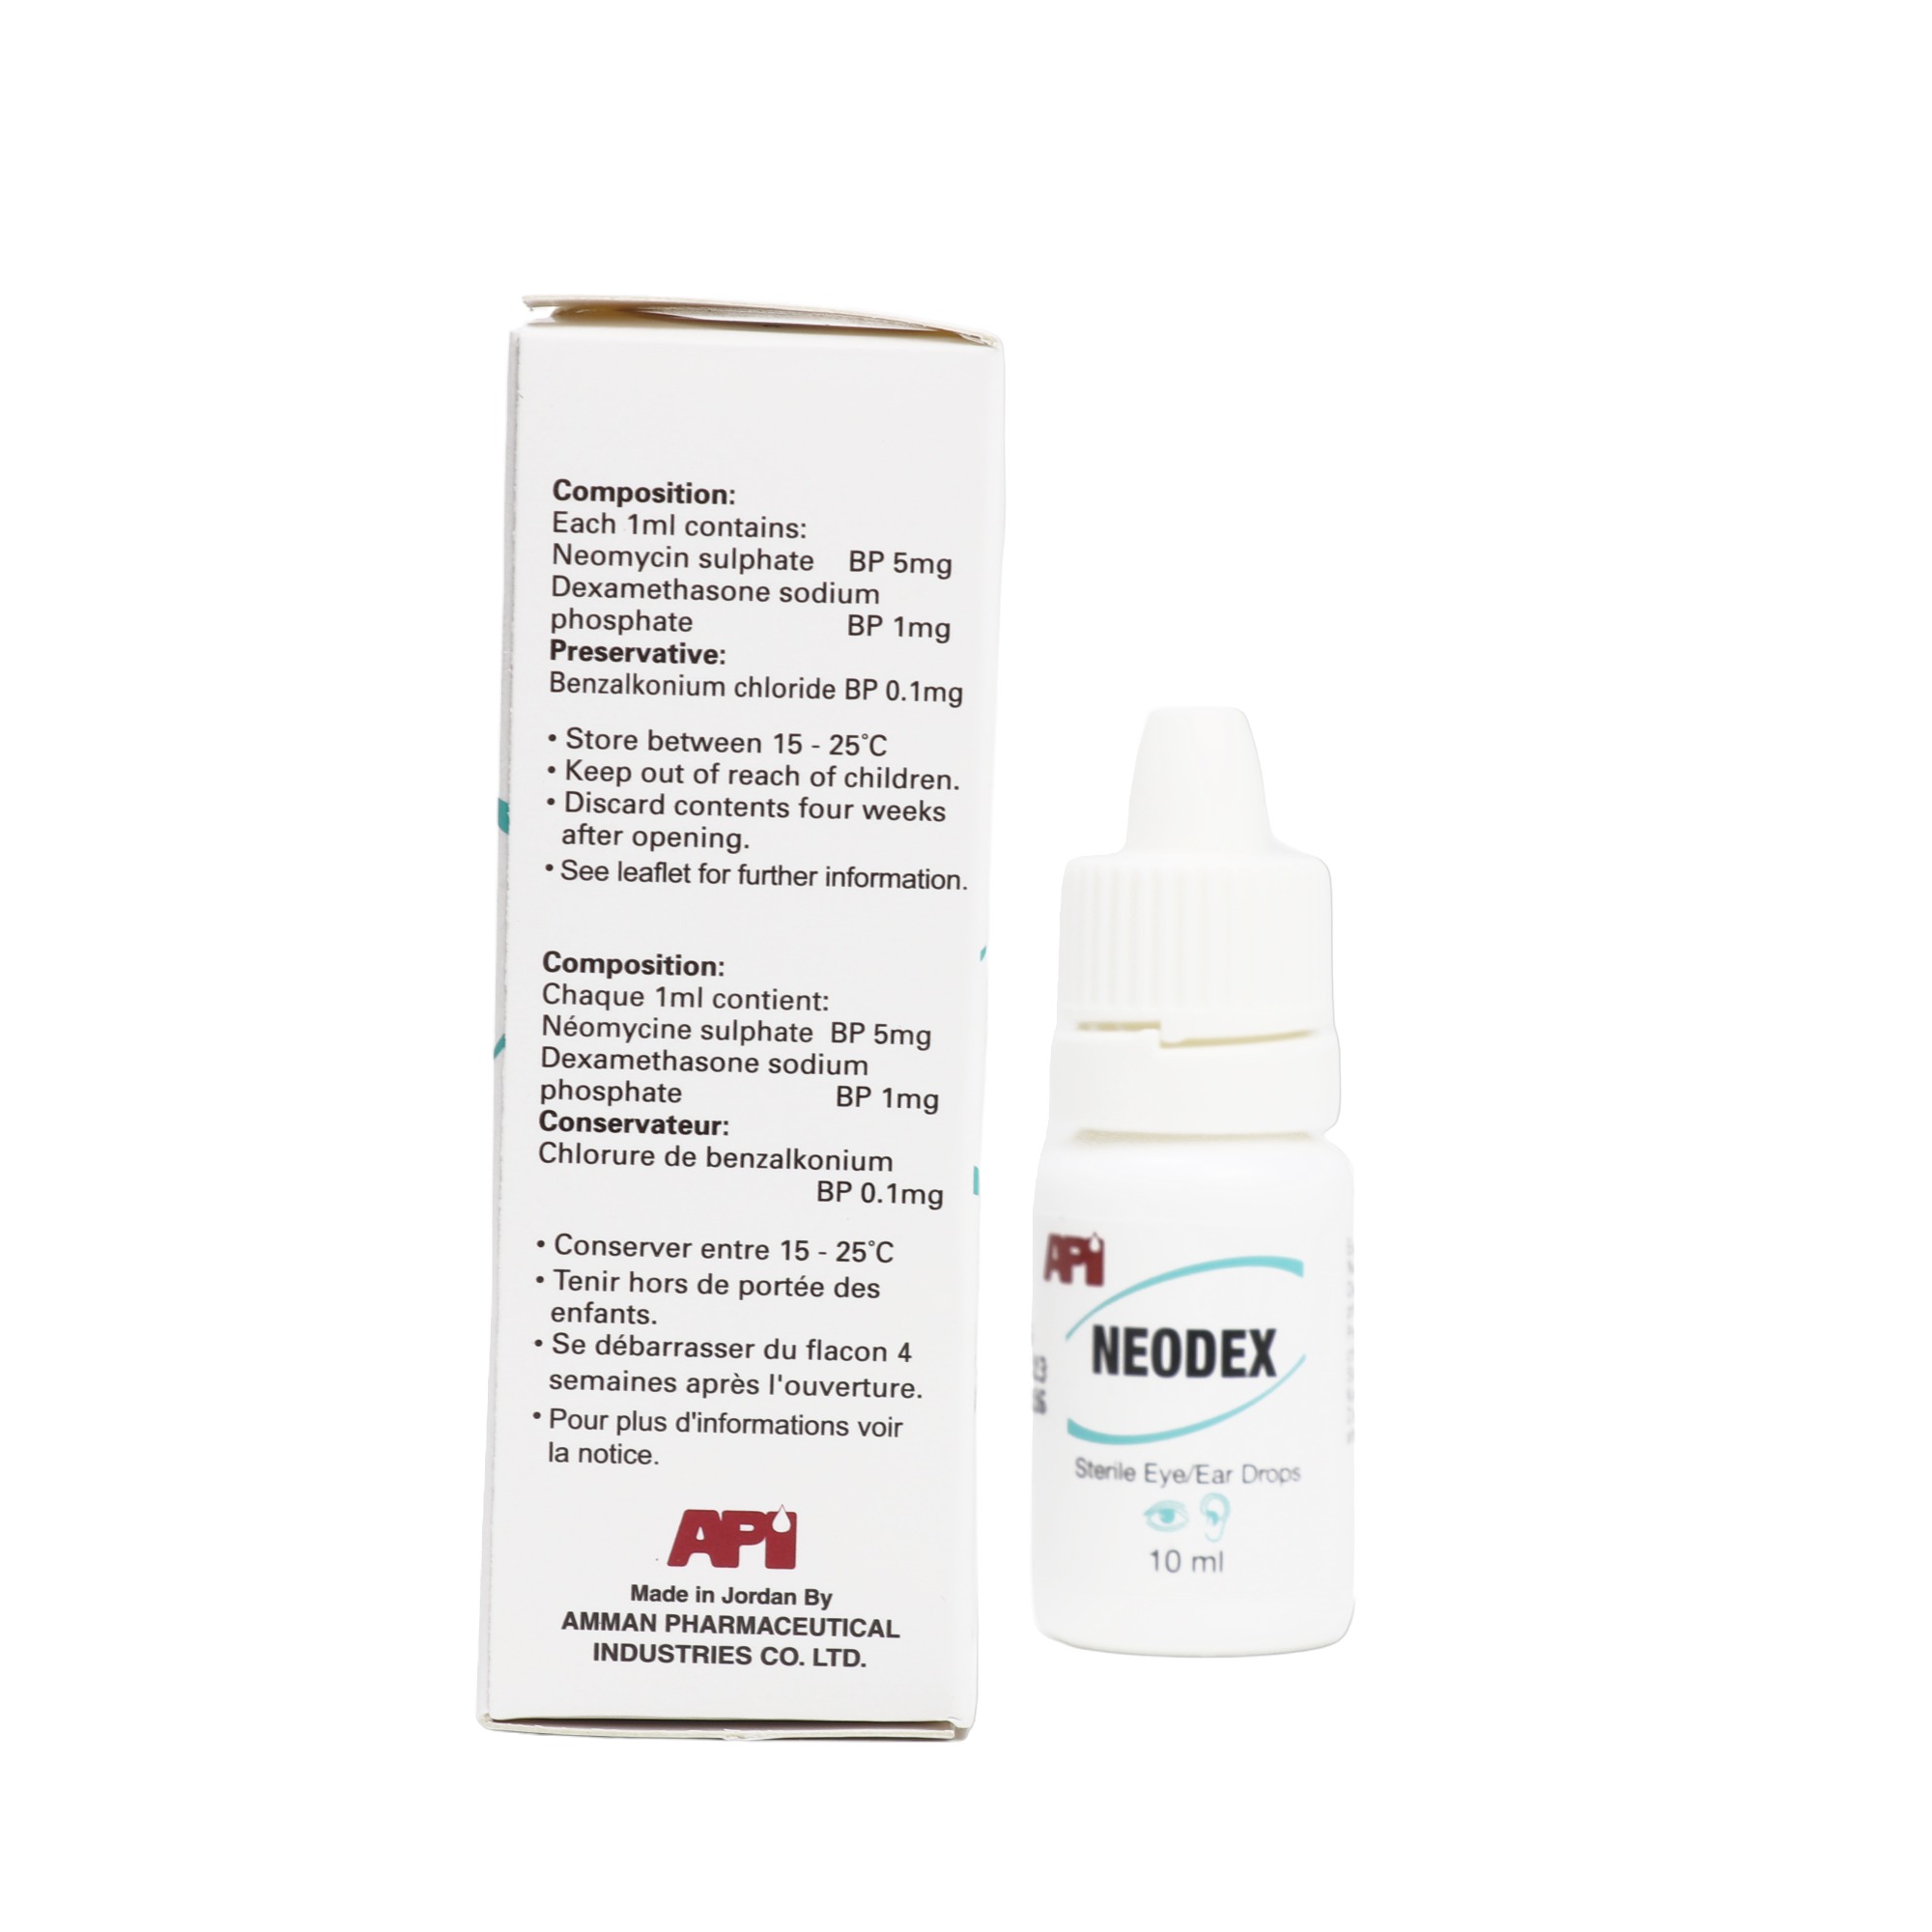 Composition:
Each 1ml contains:
Neomycin sulphate BP 5mg
Dexamethasone sodium
phosphate BP 1mg
Preservative:
Benzalkonium chloride BP 0.1mg
• Store between 15 - 25°C
• Keep out of reach of children.
• Discard contents four weeks
after opening.
• See leaflet for further information.
Composition:
Chaque 1ml contient:
Néomycine sulphate BP 5mg
Dexamethasone sodium
phosphate BP 1mg
Conservateur:
Chlorure de benzalkonium
BP 0.1mg
• Conserver entre 15 - 25°C
• Tenir hors de portée des
enfants.
• Se débarrasser du flacon 4
semaines après l'ouverture.
• Pour plus d'informations voir
la notice.
API
Made in Jordan By
AMMAN PHARMACEUTICAL
INDUSTRIES CO. LTD.
API
NEODEX
Sterile Eye/Ear Drops
10 ml